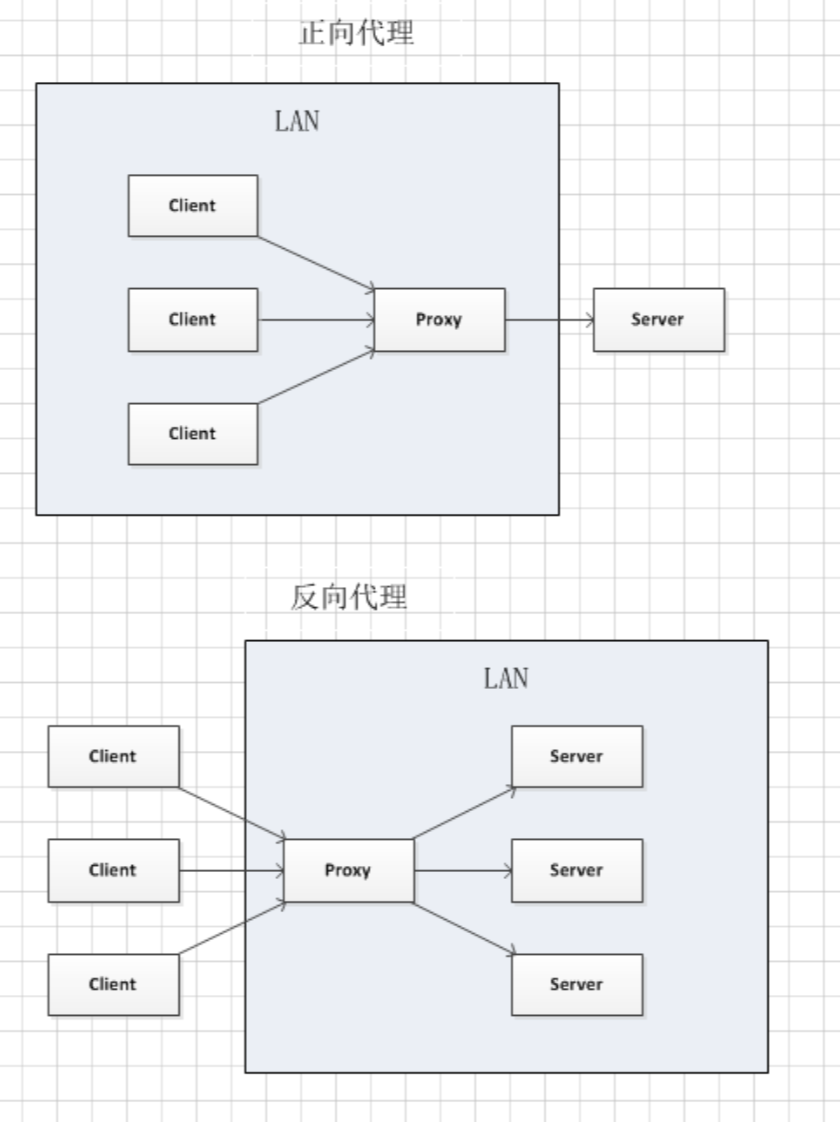 正向代理
LAN
Client
Client
Proxy
Server
Client
反向代理
LAN
Client
Server
Client
Proxy
Server
Client
Server